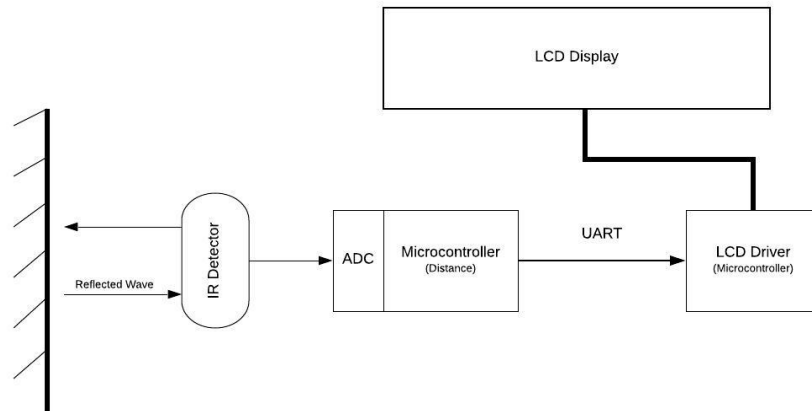 LCD Display
Reflected Wave
IR Detector
ADC
Microcontroller
(Distance)
UART
LCD Driver
(Microcontroller)